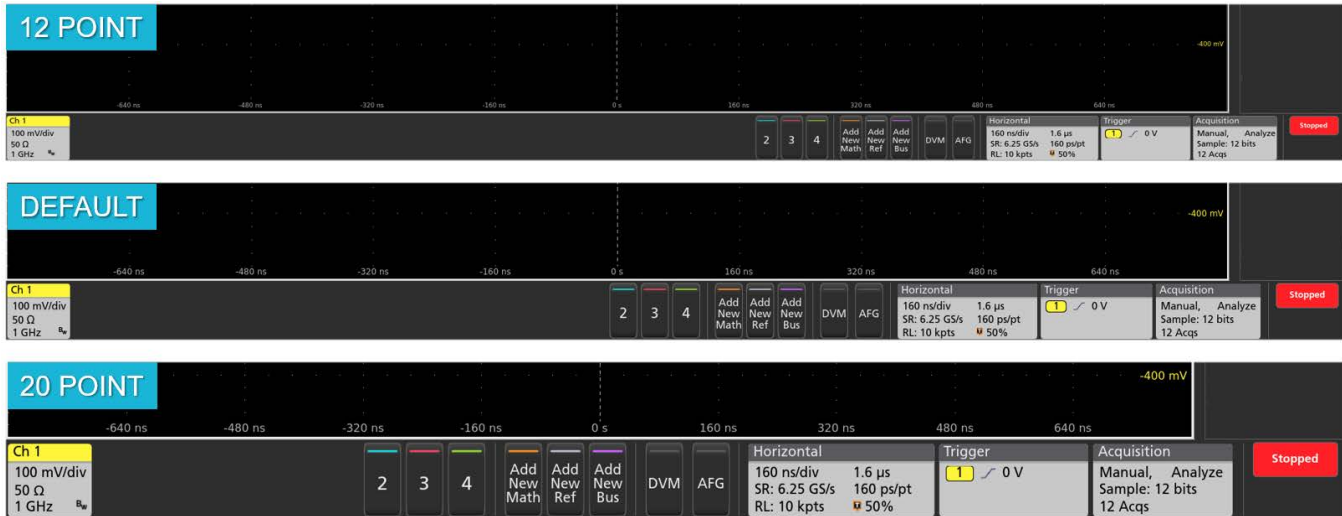 12 POINT
-400 mV
-640 ns -480 ns -320 ns -160 ns 0 s 160 ns 320 ns 480 ns 640 ns
Ch 1
100 mV/div
50 Ω
1 GHz Bw
2 3 4
Add New Math
Add New Ref
Add New Bus
DVM AFG
Horizontal
160 ns/div 1.6 µs
SR: 6.25 GS/s 160 ps/pt
RL: 10 kpts 50%
Trigger
1 0 V
Acquisition
Manual, Analyze
Sample: 12 bits
12 Acqs
Stopped
DEFAULT
-400 mV
-640 ns -480 ns -320 ns -160 ns 0 s 160 ns 320 ns 480 ns 640 ns
Ch 1
100 mV/div
50 Ω
1 GHz Bw
2 3 4
Add New Math
Add New Ref
Add New Bus
DVM AFG
Horizontal
160 ns/div 1.6 µs
SR: 6.25 GS/s 160 ps/pt
RL: 10 kpts 50%
Trigger
1 0 V
Acquisition
Manual, Analyze
Sample: 12 bits
12 Acqs
Stopped
20 POINT
-400 mV
-640 ns -480 ns -320 ns -160 ns 0 s 160 ns 320 ns 480 ns 640 ns
Ch 1
100 mV/div
50 Ω
1 GHz Bw
2 3 4
Add New Math
Add New Ref
Add New Bus
DVM AFG
Horizontal
160 ns/div 1.6 µs
SR: 6.25 GS/s 160 ps/pt
RL: 10 kpts 50%
Trigger
1 0 V
Acquisition
Manual, Analyze
Sample: 12 bits
12 Acqs
Stopped